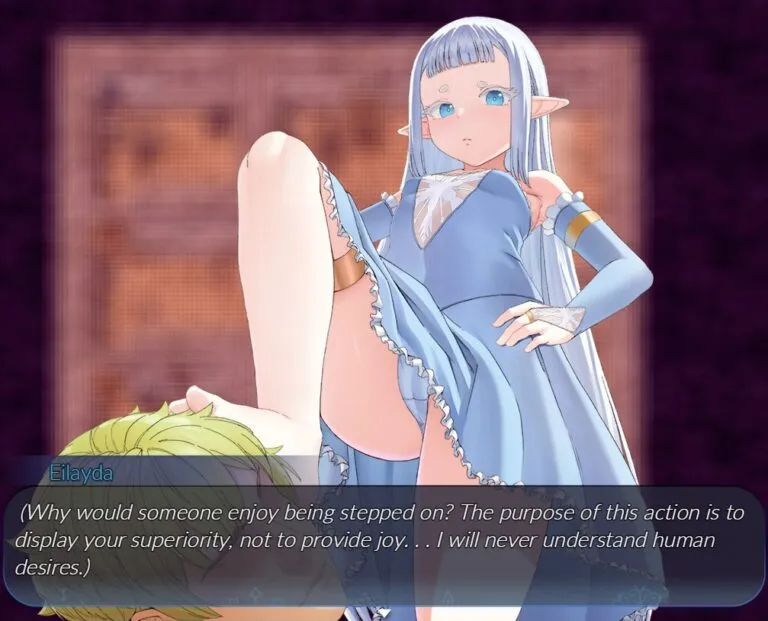 Eilayda
(Why would someone enjoy being stepped on? The purpose of this action is to
display your superiority, not to provide joy. . . I will never understand human
desires.)